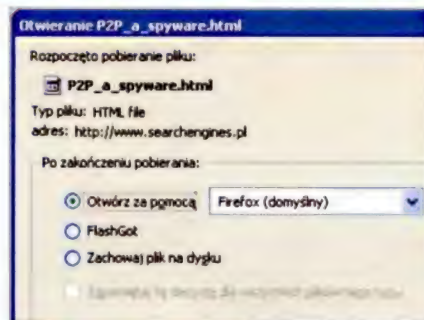 Otwieranie P2P_a_spyware.html
Rozpoczęto pobieranie pliku:
P2P_a_spyware.html
Typ pliku: HTML file
adres: http://www.searchengines.pl
Po zakończeniu pobierania:
Otwórz za pomocą Firefox (domyślny)
FlashGot
Zachowaj plik na dysku